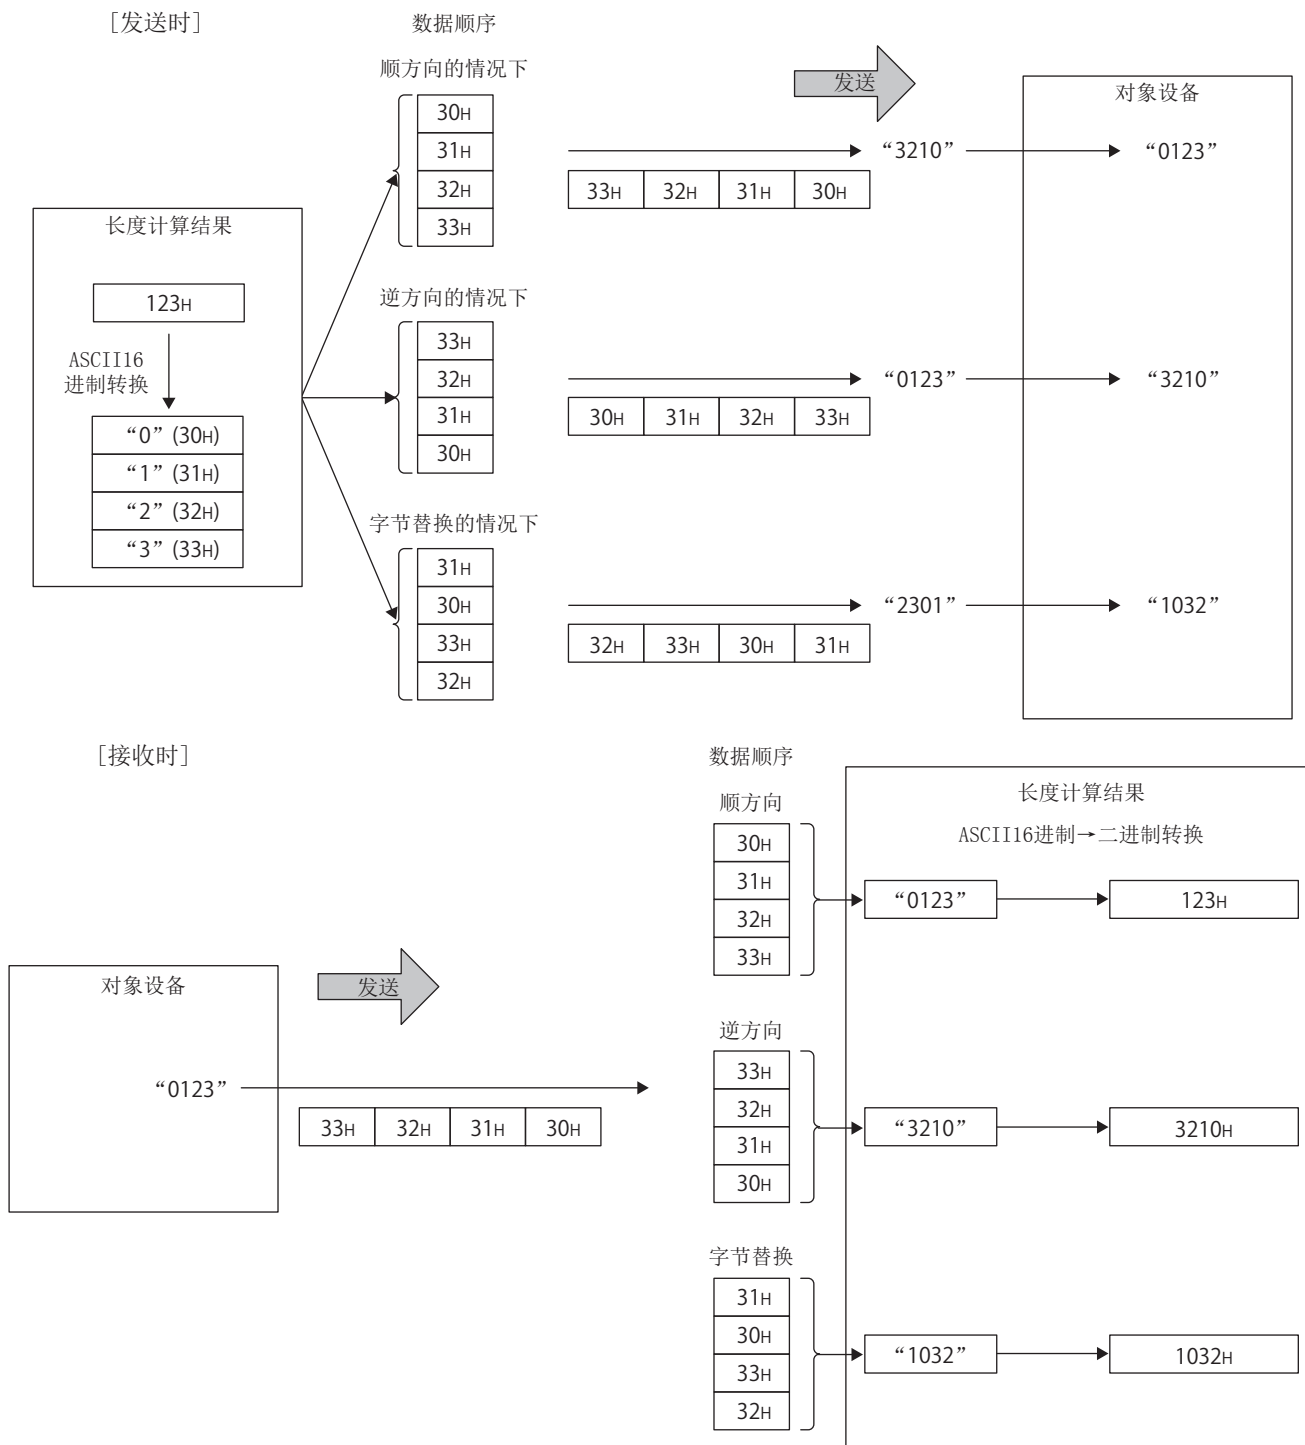 [发送时]
数据顺序
顺方向的情况下
30H
31H
32H
33H
发送
33H 32H 31H 30H
“3210”
对象设备
“0123”
长度计算结果
123H
ASCII16
进制转换
“0” (30H)
“1” (31H)
“2” (32H)
“3” (33H)
逆方向的情况下
33H
32H
31H
30H
30H 31H 32H 33H
“0123”
“3210”
字节替换的情况下
31H
30H
33H
32H
32H 33H 30H 31H
“2301”
“1032”
[接收时]
对象设备
“0123”
发送
33H 32H 31H 30H
数据顺序
顺方向
30H
31H
32H
33H
长度计算结果
ASCII16进制→二进制转换
“0123”
123H
逆方向
33H
32H
31H
30H
“3210”
3210H
字节替换
31H
30H
33H
32H
“1032”
1032H